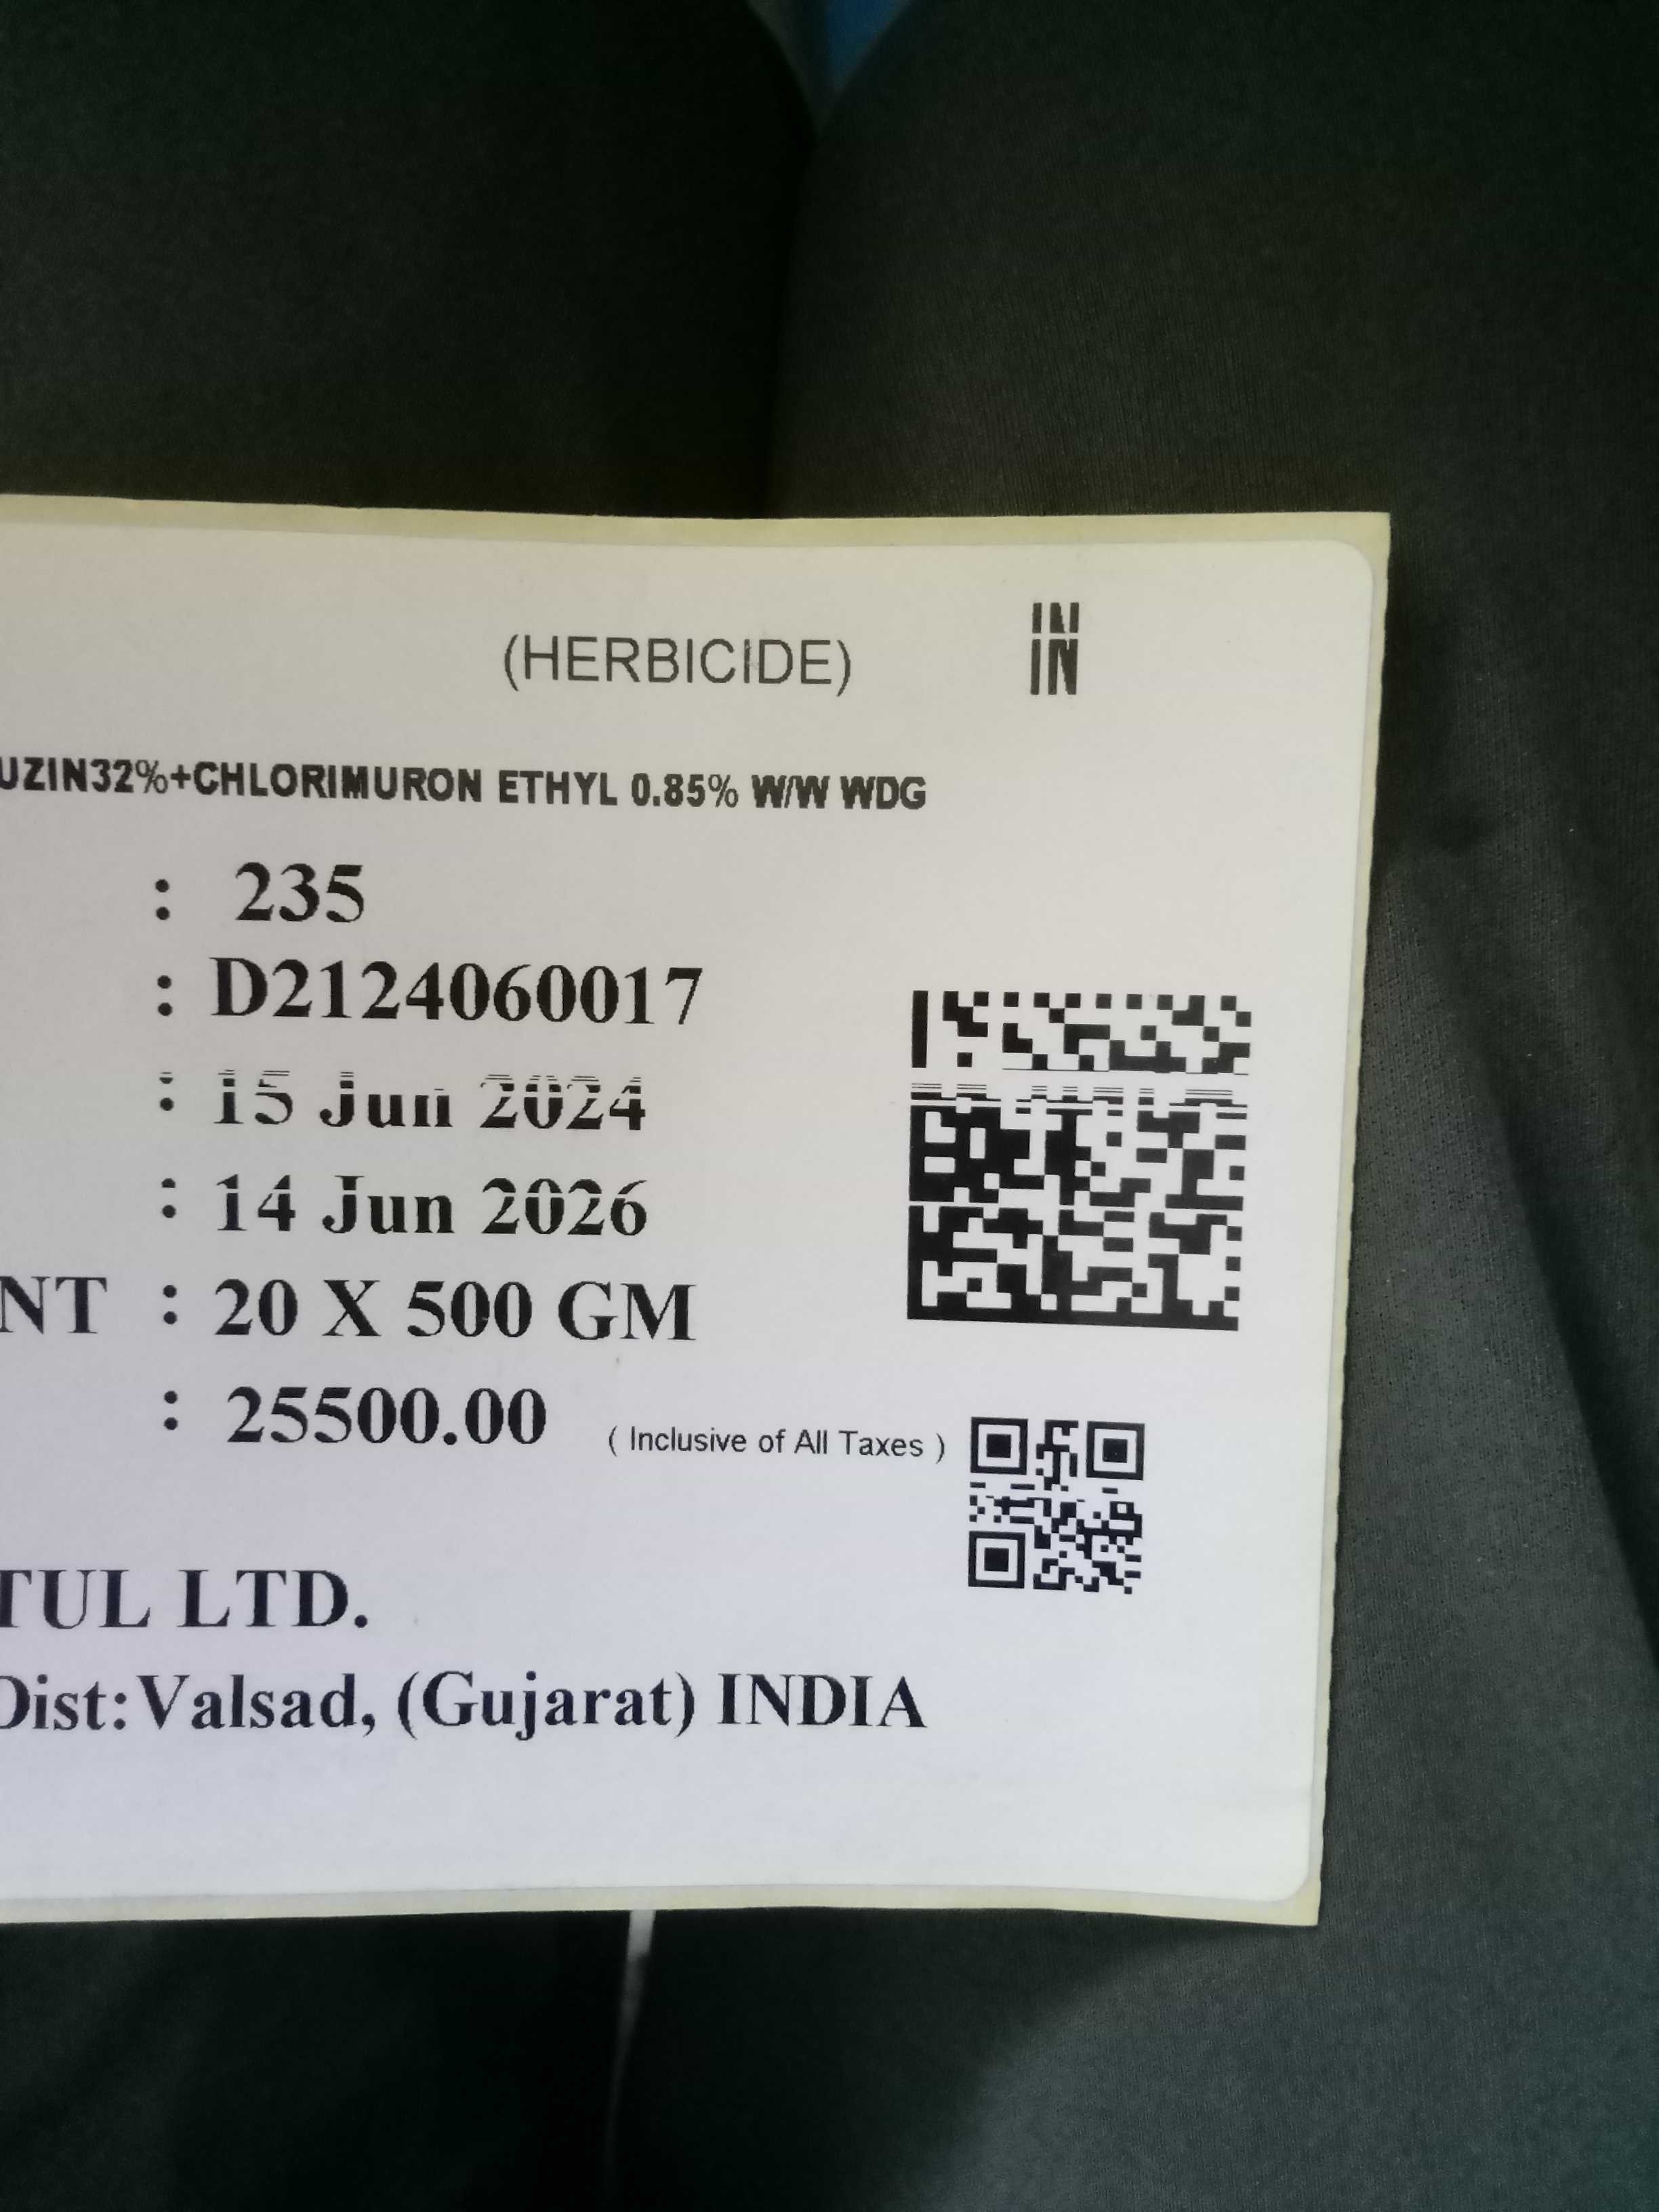 (HERBICIDE)
IN
UZIN32%+CHLORIMURON ETHYL 0.85% W/W WDG
: 235
: D2124060017
: 15 Jun 2024
: 14 Jun 2026
NT : 20 X 500 GM
: 25500.00 ( Inclusive of All Taxes )
TUL LTD.
Dist:Valsad, (Gujarat) INDIA